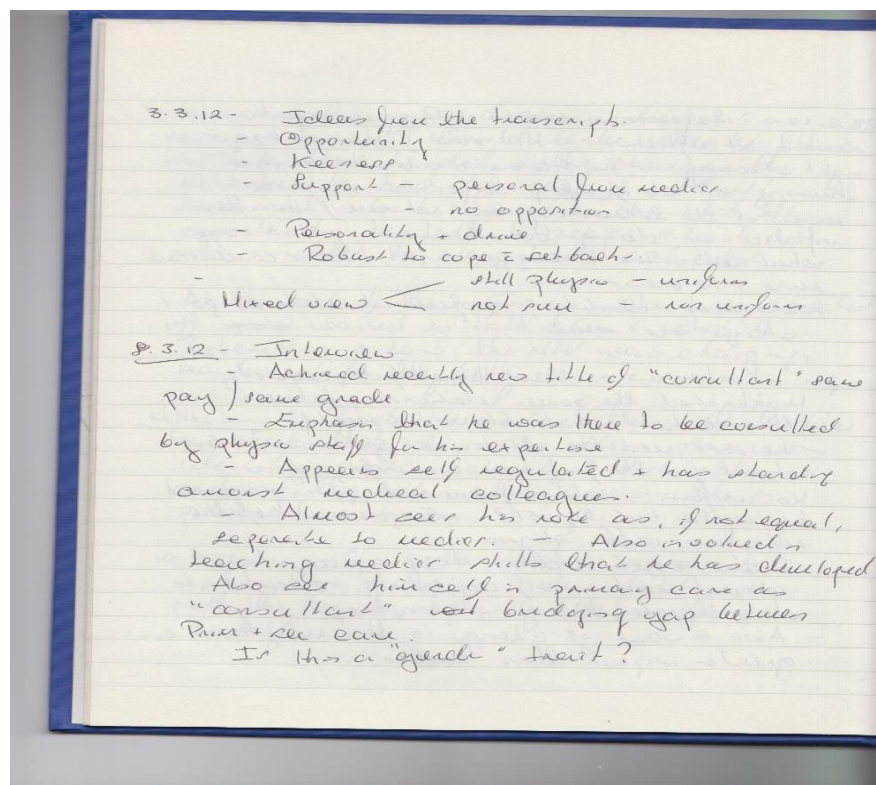 3.3.12 - Ideas from the transcripts.
- Opportunity
- Keeness
- Support - personal from medics.
- no opposition
- Personality + drive
- Robust to cope c̄ setbacks.
- still physio - uniform
Mixed view < not sure - non uniform
8.3.12 - Interview
- Achieved recently new title of "consultant" same
pay / same grade
- Emphasis that he was there to be consulted
by physio staff for his expertise
- Appears self regulated + has standing
amonst medical colleagues.
- Almost sees his role as, if not equal,
separate to medics. - Also involved in
teaching medics skills that he has developed
Also see himself in primary care as
"consultant" bridging gap between
Prim + sec care.
Is this a "gender" trait?